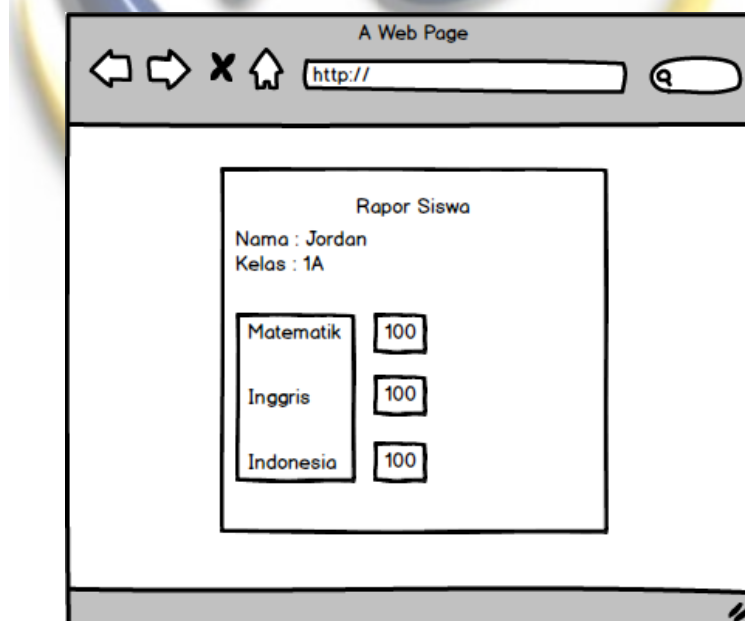 A Web Page
http://
Rapor Siswa
Nama : Jordan
Kelas : 1A
Matematik 100
Inggris 100
Indonesia 100